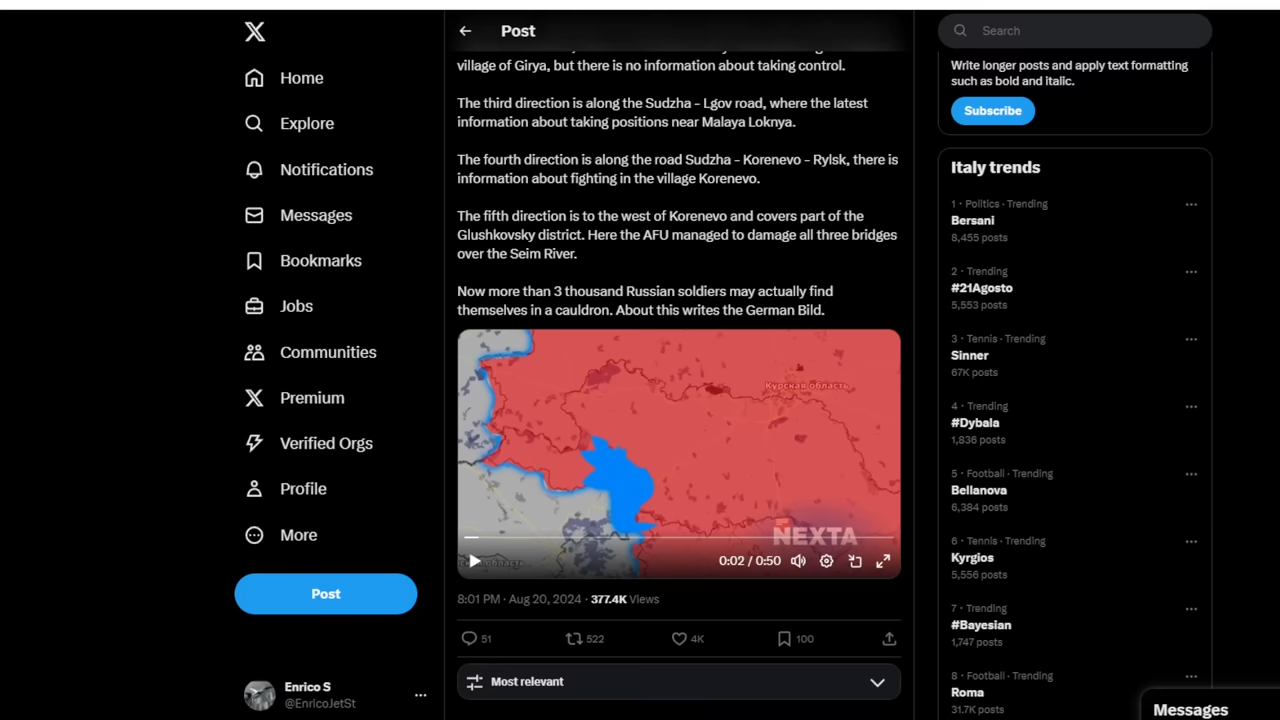 Home
Explore
Notifications
Messages
Bookmarks
Jobs
Communities
Premium
Verified Orgs
Profile
More
Post
Enrico S
@EnricoJetSt
Post
village of Girya, but there is no information about taking control.
The third direction is along the Sudzha - Lgov road, where the latest
information about taking positions near Malaya Loknya.
The fourth direction is along the road Sudzha - Korenevo - Rylsk, there is
information about fighting in the village Korenevo.
The fifth direction is to the west of Korenevo and covers part of the
Glushkovsky district. Here the AFU managed to damage all three bridges
over the Seim River.
Now more than 3 thousand Russian soldiers may actually find
themselves in a cauldron. About this writes the German Bild.
Курская область
NEXTA
0:02 / 0:50
8:01 PM · Aug 20, 2024 · 377.4K Views
51 522 4K 100
Most relevant
Search
Write longer posts and apply text formatting
such as bold and italic.
Subscribe
Italy trends
1 · Politics · Trending
Bersani
8,455 posts
2 · Trending
#21Agosto
5,553 posts
3 · Tennis · Trending
Sinner
67K posts
4 · Trending
#Dybala
1,836 posts
5 · Football · Trending
Bellanova
6,384 posts
6 · Tennis · Trending
Kyrgios
5,556 posts
7 · Trending
#Bayesian
1,747 posts
8 · Football · Trending
Roma
31.7K posts
Messages